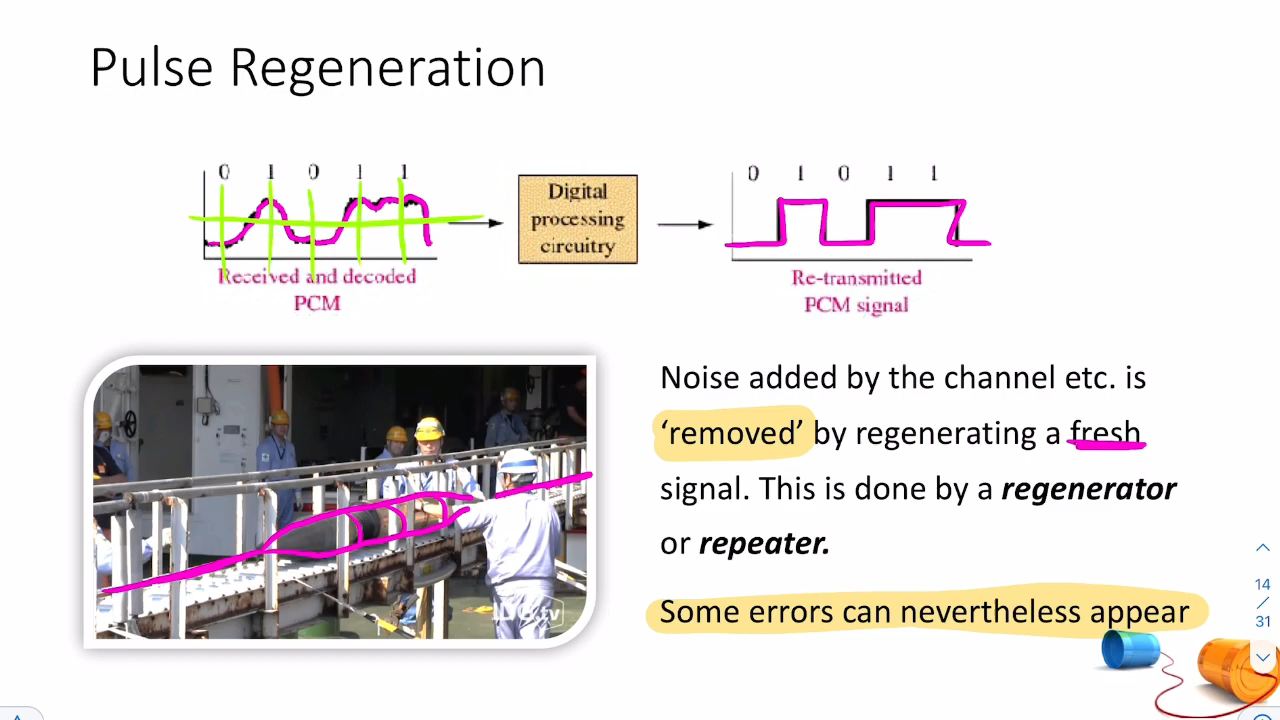 Pulse Regeneration
0 1 0 1 1
0 1 0 1 1
Digital
processing
circuitry
Received and decoded
PCM
Re-transmitted
PCM signal
Noise added by the channel etc. is
‘removed’ by regenerating a fresh
signal. This is done by a regenerator
or repeater.
Some errors can nevertheless appear
14
/
31